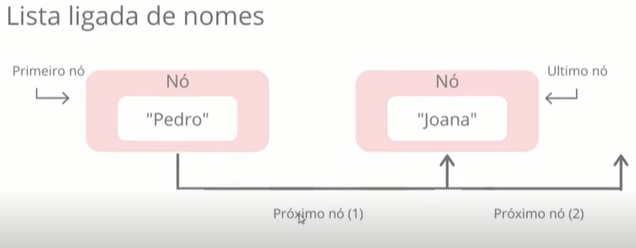 Lista ligada de nomes
Primeiro nó
Nó
Nó
Ultimo nó
"Pedro"
"Joana"
Próximo nó (1)
Próximo nó (2)